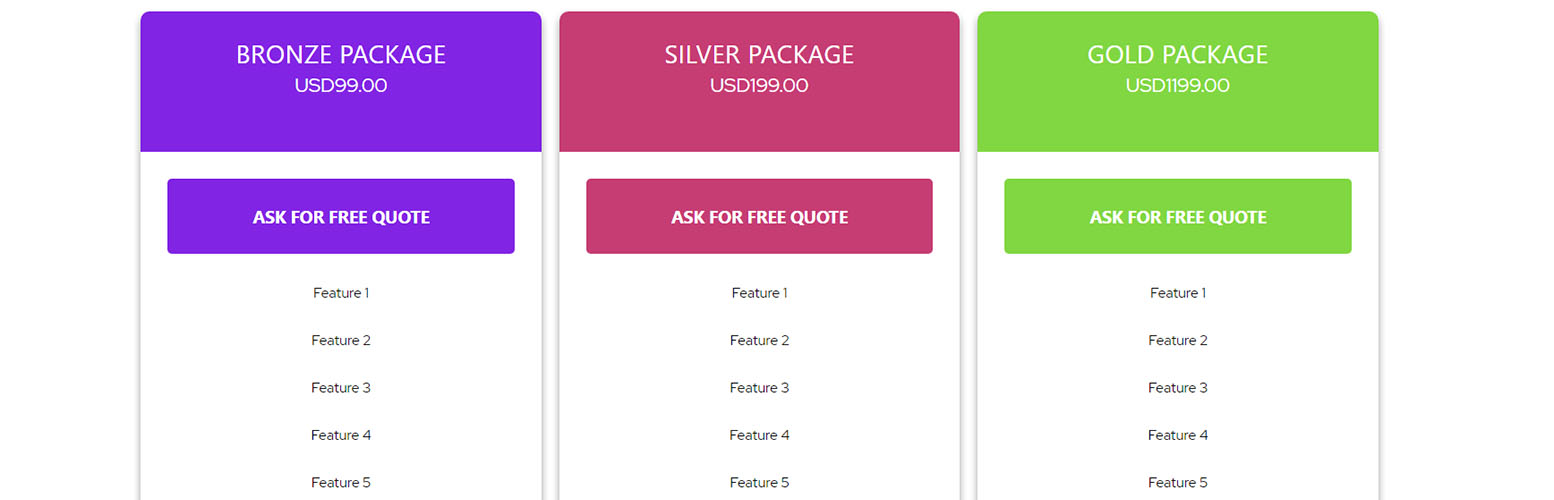 BRONZE PACKAGE
USD99.00
ASK FOR FREE QUOTE
Feature 1
Feature 2
Feature 3
Feature 4
Feature 5
SILVER PACKAGE
USD199.00
ASK FOR FREE QUOTE
Feature 1
Feature 2
Feature 3
Feature 4
Feature 5
GOLD PACKAGE
USD1199.00
ASK FOR FREE QUOTE
Feature 1
Feature 2
Feature 3
Feature 4
Feature 5